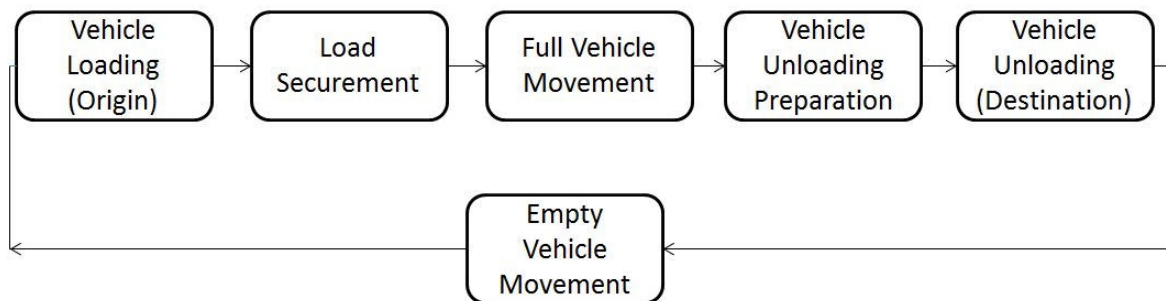 Vehicle
Loading
(Origin)
Load
Securement
Full Vehicle
Movement
Vehicle
Unloading
Preparation
Vehicle
Unloading
(Destination)
Empty
Vehicle
Movement